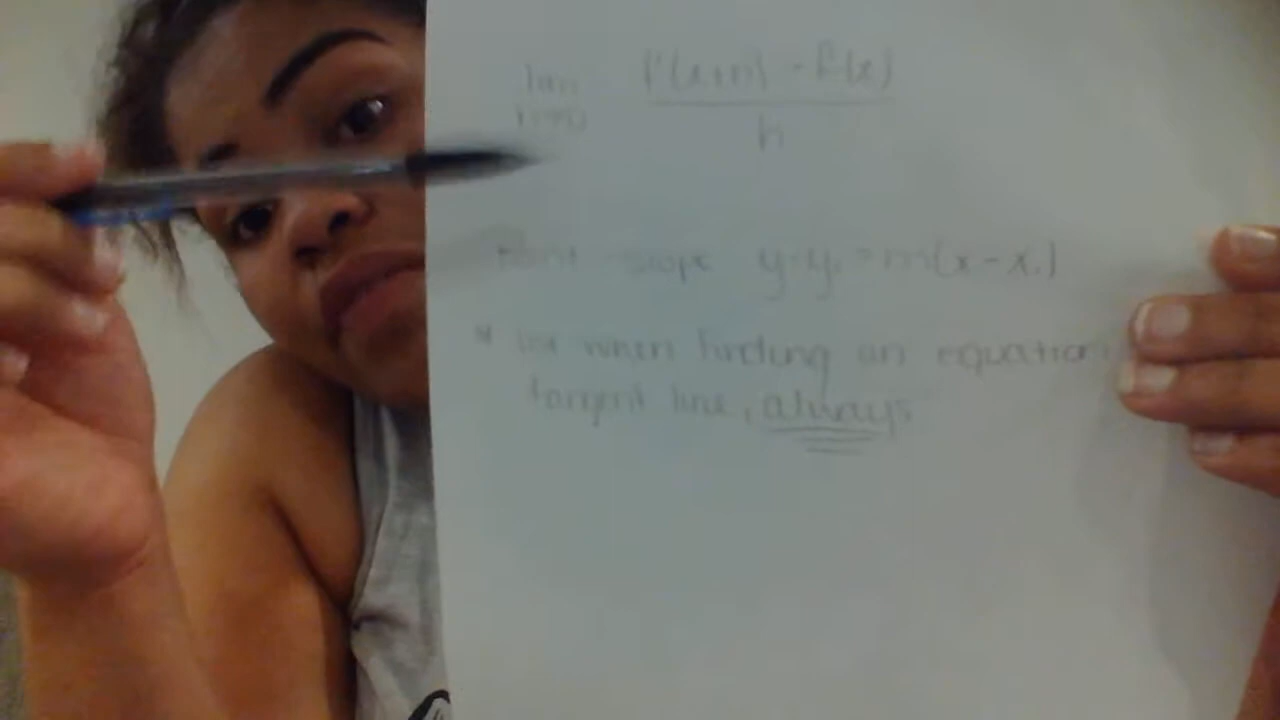 lim f(x+h) - f(x)
h→0 h
Point-slope y-y₁=m(x-x₁)
* use when finding an equation
tangent line, always